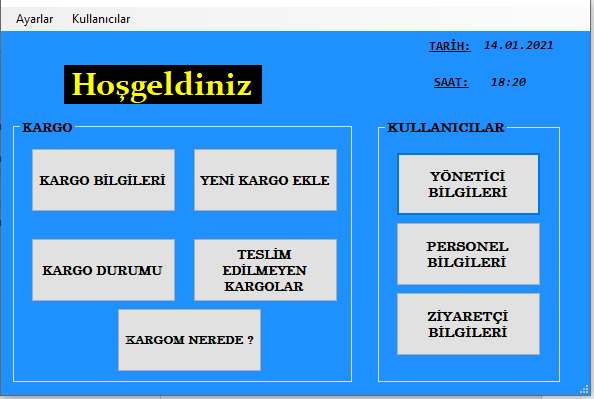 Ayarlar Kullanıcılar
TARİH: 14.01.2021
Hoşgeldiniz
SAAT: 18:20
KARGO
KARGO BİLGİLERİ
YENİ KARGO EKLE
KARGO DURUMU
TESLİM
EDİLMEYEN
KARGOLAR
KARGOM NEREDE ?
KULLANICILAR
YÖNETİCİ
BİLGİLERİ
PERSONEL
BİLGİLERİ
ZİYARETÇİ
BİLGİLERİ